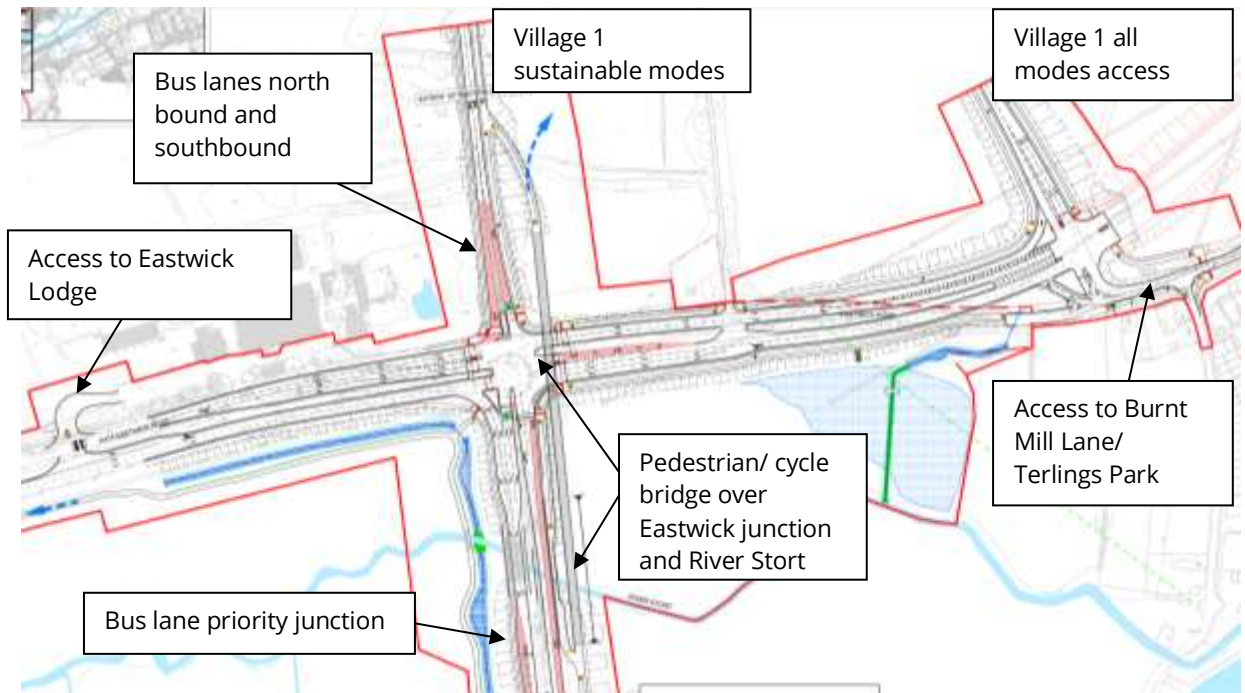 Village 1
sustainable modes
Village 1 all
modes access
Bus lanes north
bound and
southbound
Access to Eastwick
Lodge
Access to Burnt
Mill Lane/
Terlings Park
Pedestrian/ cycle
bridge over
Eastwick junction
and River Stort
Bus lane priority junction
RIVER STORT